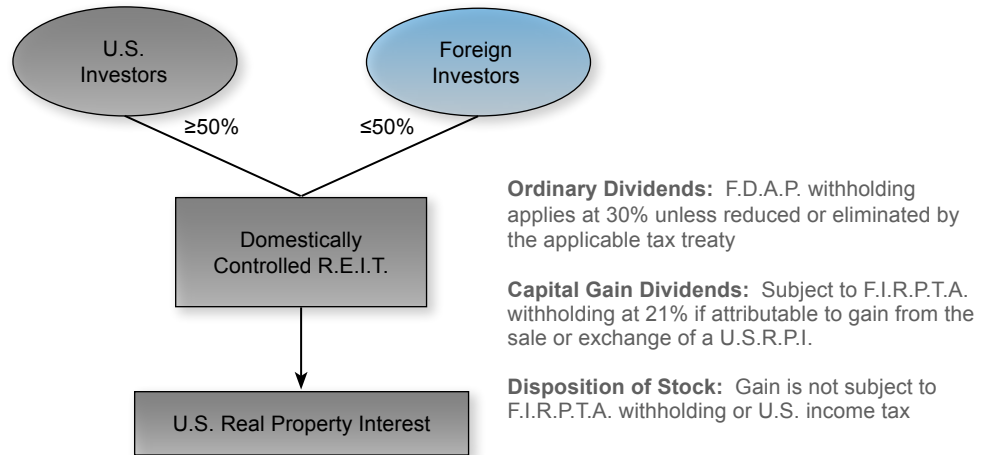 U.S.
Investors
Foreign
Investors
≥50%
≤50%
Domestically
Controlled R.E.I.T.
U.S. Real Property Interest
Ordinary Dividends: F.D.A.P. withholding
applies at 30% unless reduced or eliminated by
the applicable tax treaty
Capital Gain Dividends: Subject to F.I.R.P.T.A.
withholding at 21% if attributable to gain from the
sale or exchange of a U.S.R.P.I.
Disposition of Stock: Gain is not subject to
F.I.R.P.T.A. withholding or U.S. income tax